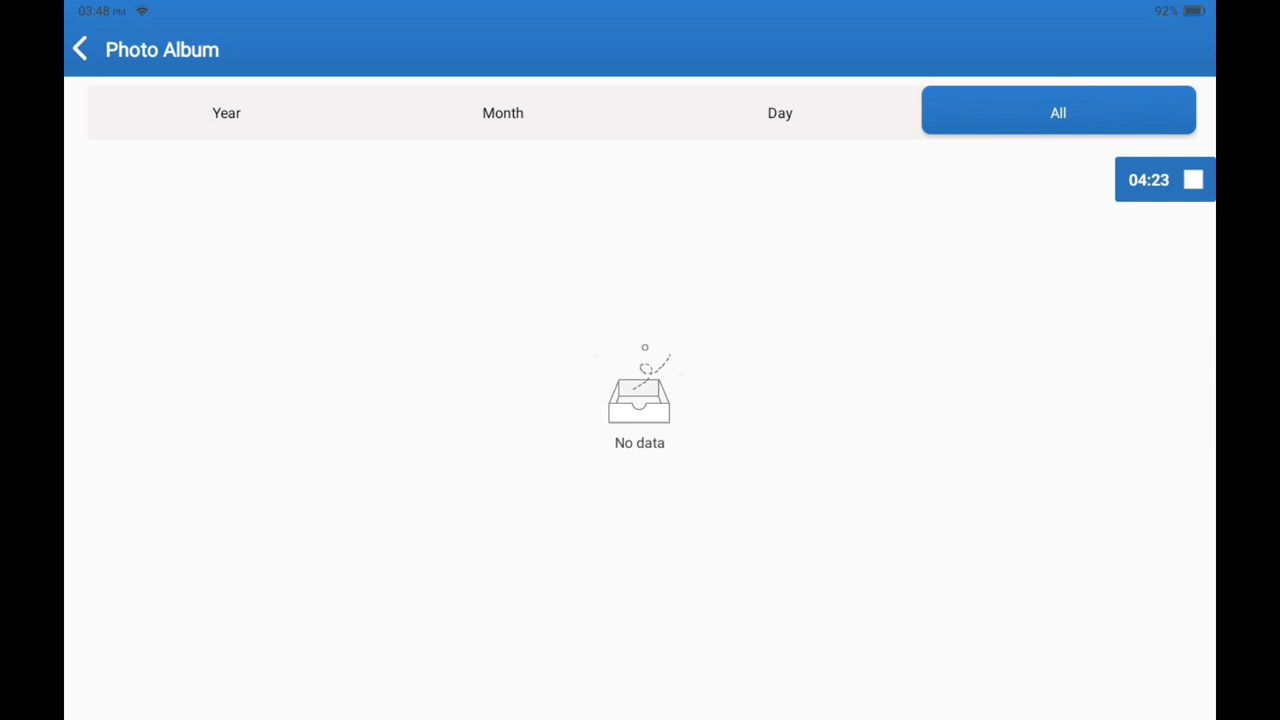 03:48 PM
92%
Photo Album
Year
Month
Day
All
04:23
No data